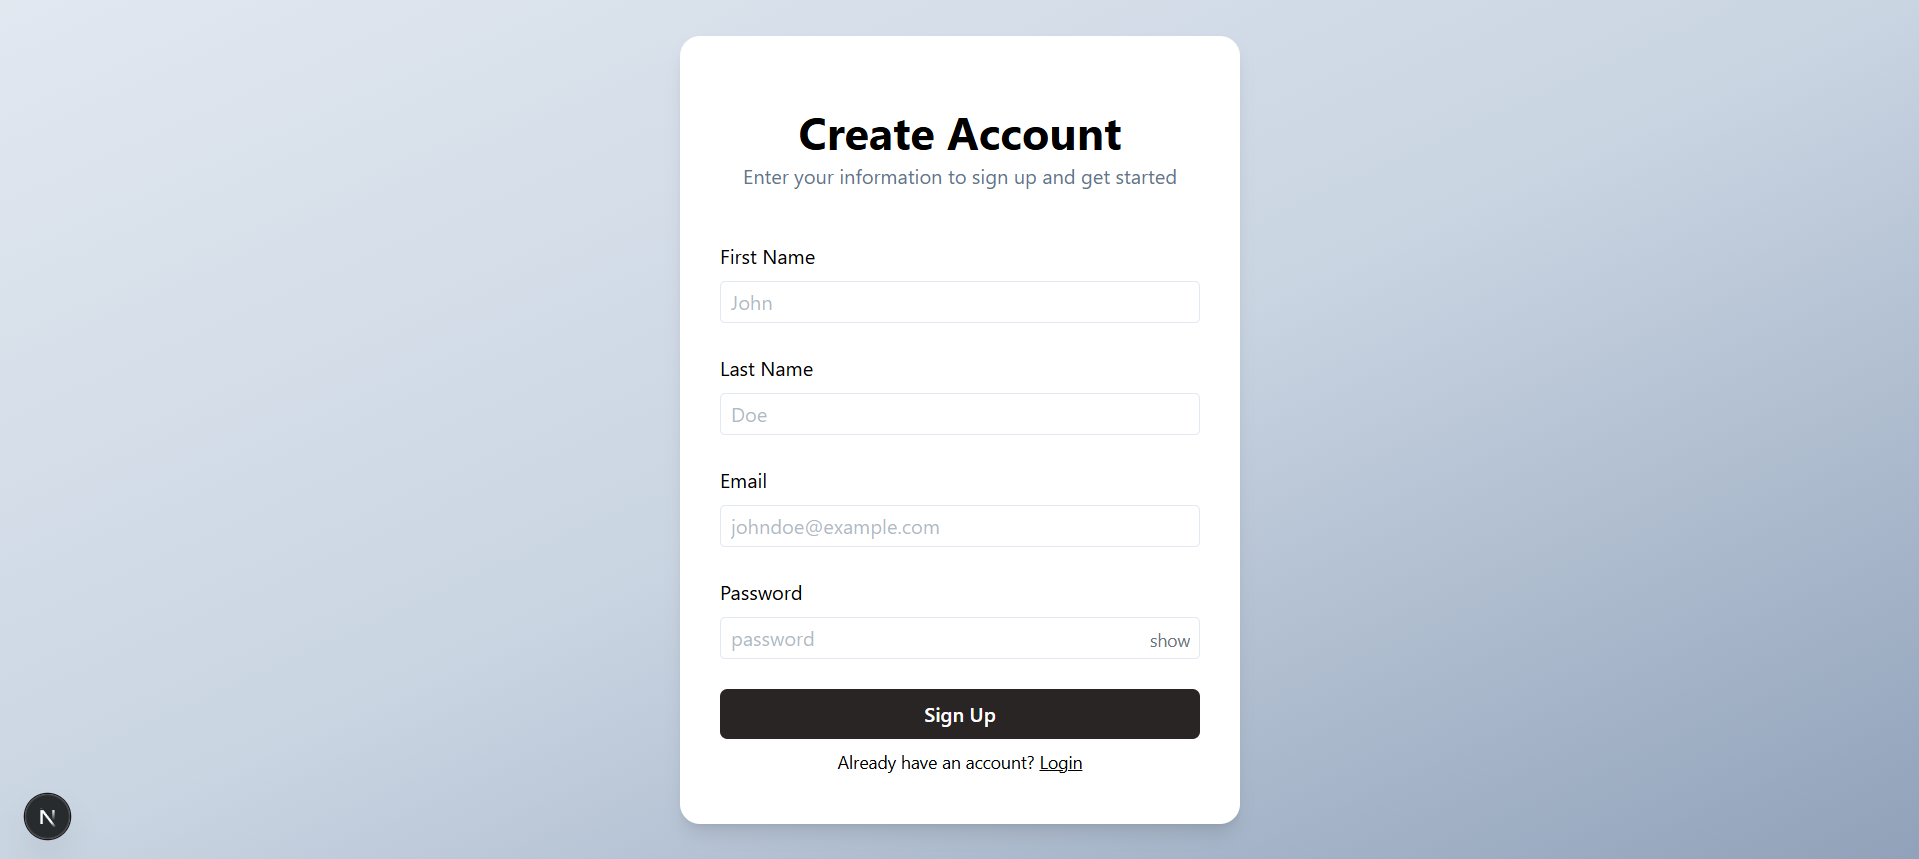 Create Account
Enter your information to sign up and get started
First Name
John
Last Name
Doe
Email
johndoe@example.com
Password
password show
Sign Up
Already have an account? Login
N